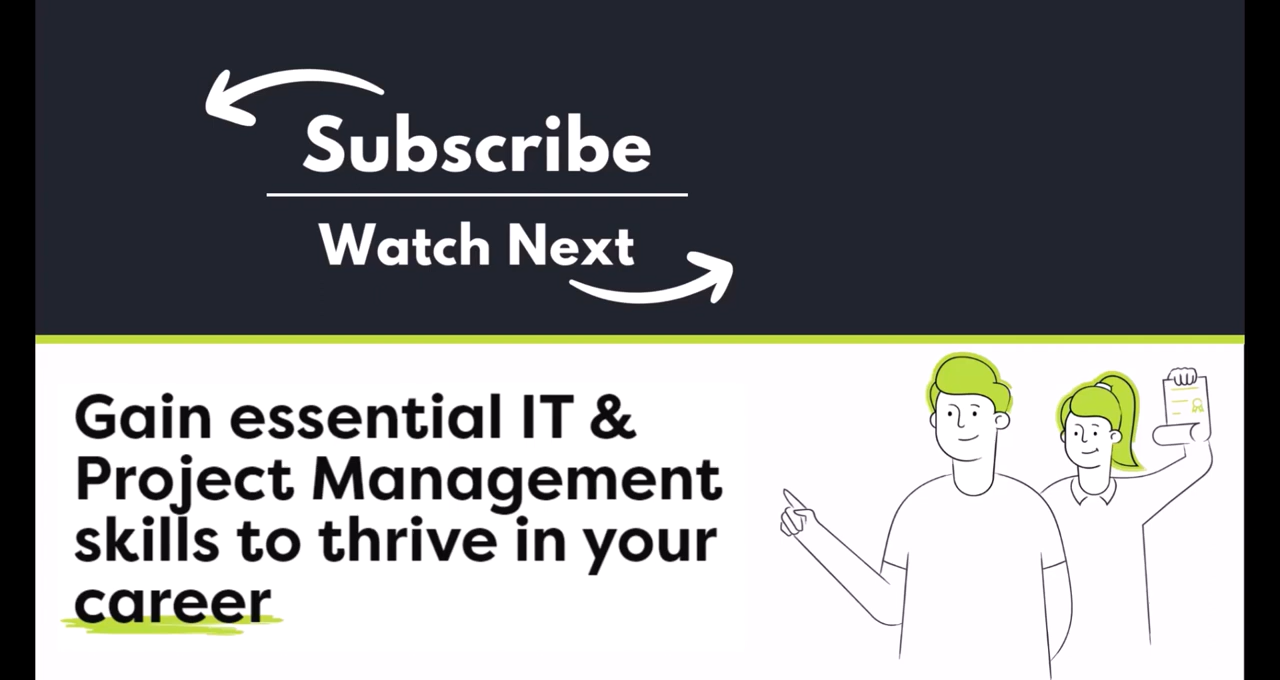 Subscribe
Watch Next
Gain essential IT &
Project Management
skills to thrive in your
career